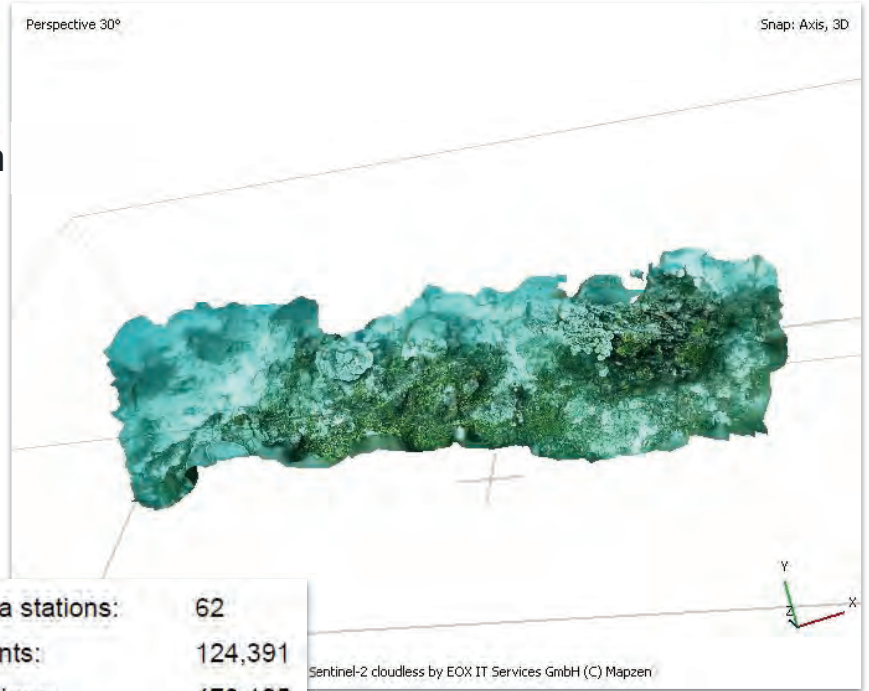 Perspective 30°
Snap: Axis, 3D
Y
X
Z
a stations: 62
nts: 124,391
Sentinel-2 cloudless by EOX IT Services GmbH (C) Mapzen